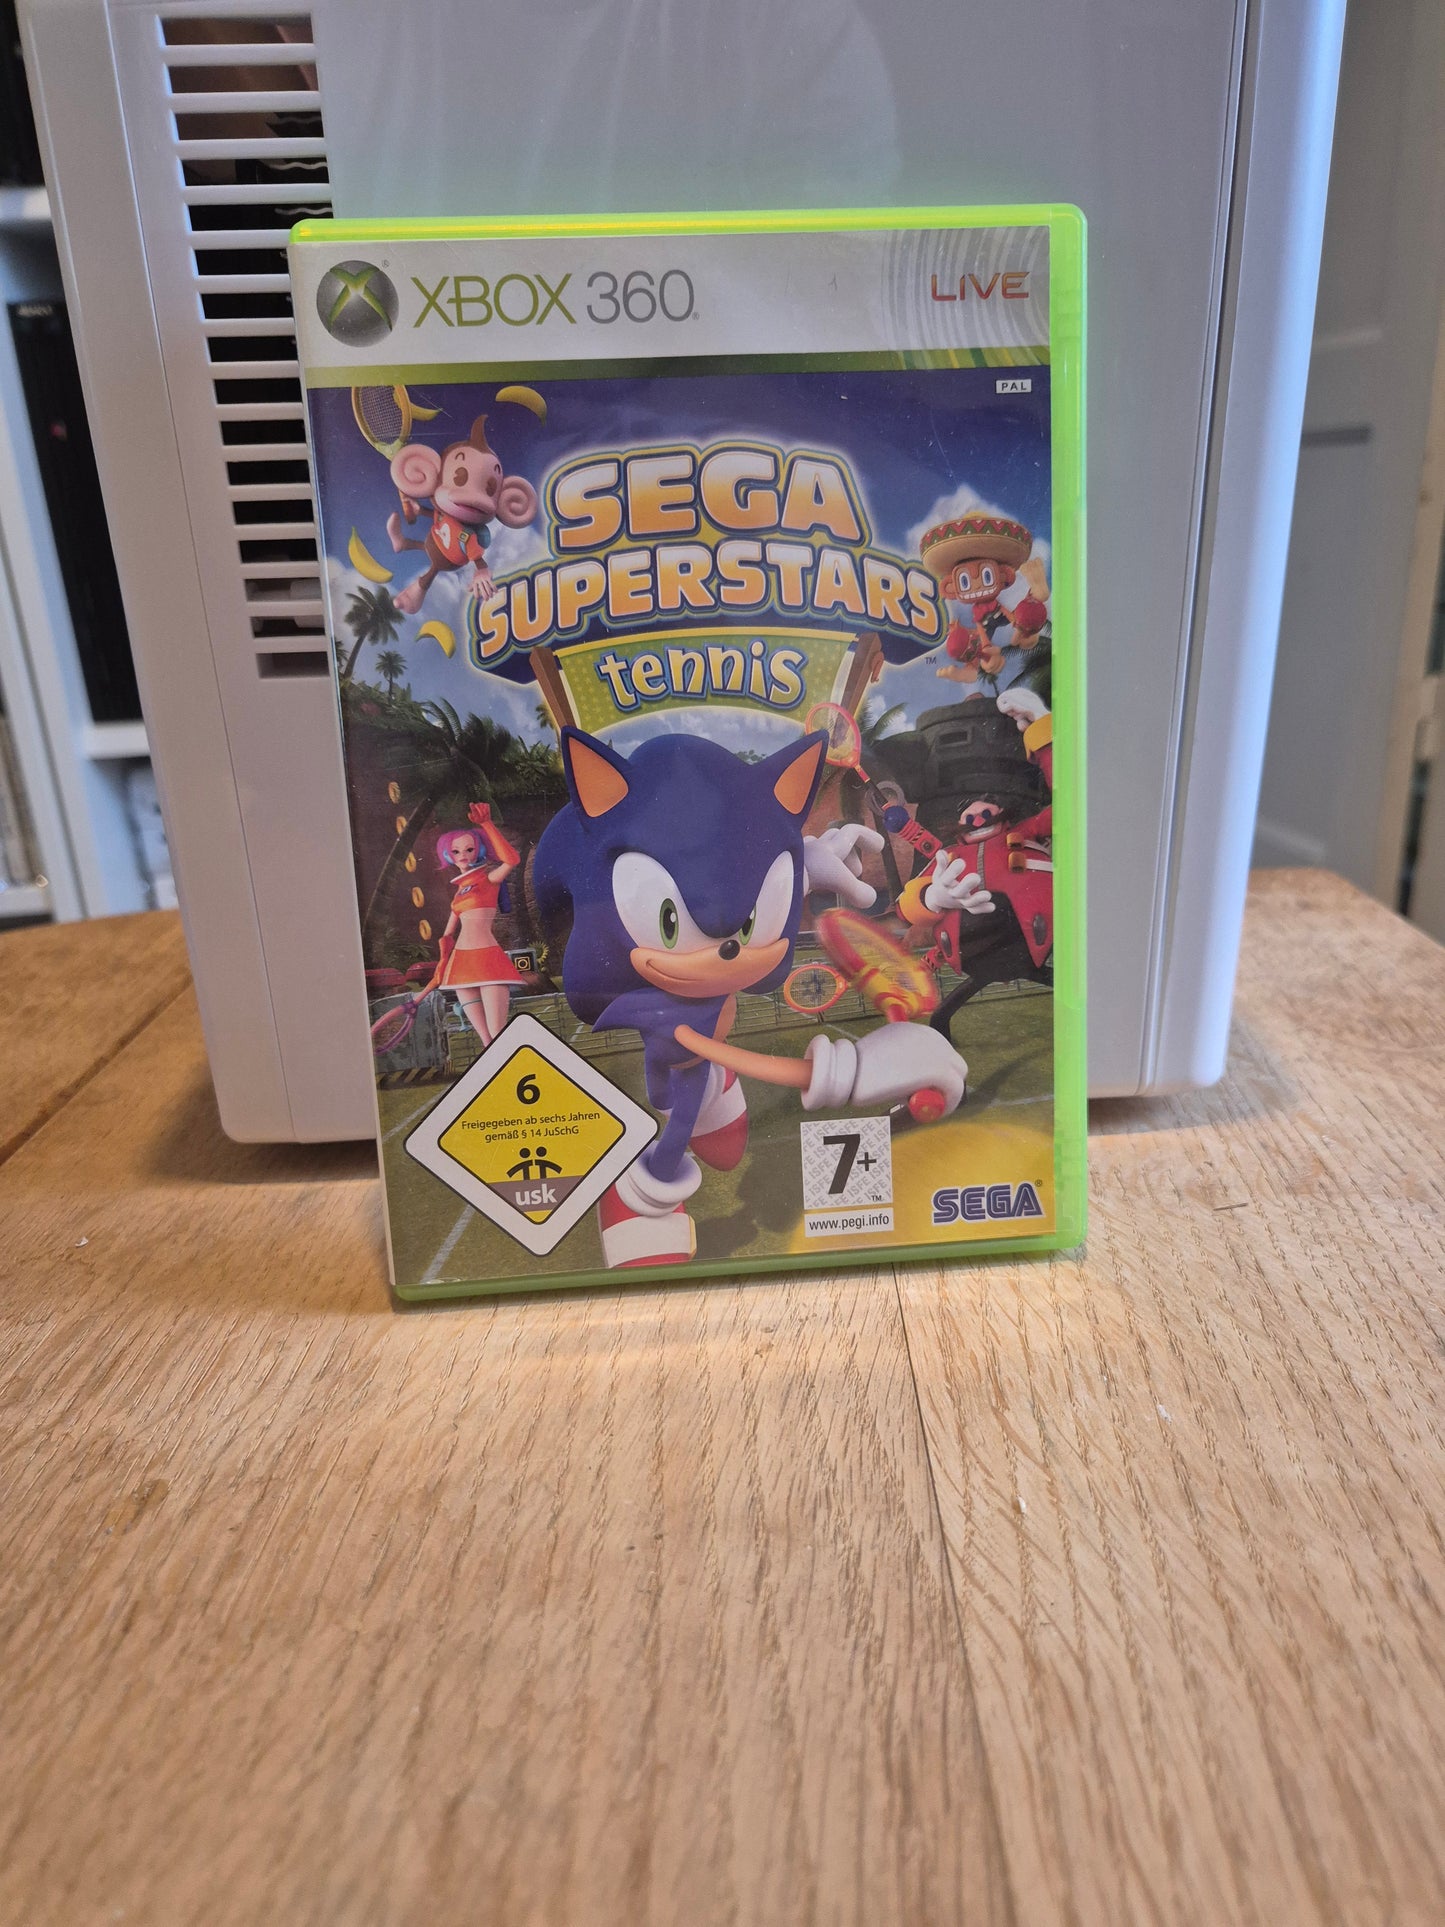 XBOX 360
LIVE
PAL
SEGA
SUPERSTARS
tennis
6
Freigegeben ab sechs Jahren
gemäß § 14 JuSchG
usk
7+
www.pegi.info
SEGA